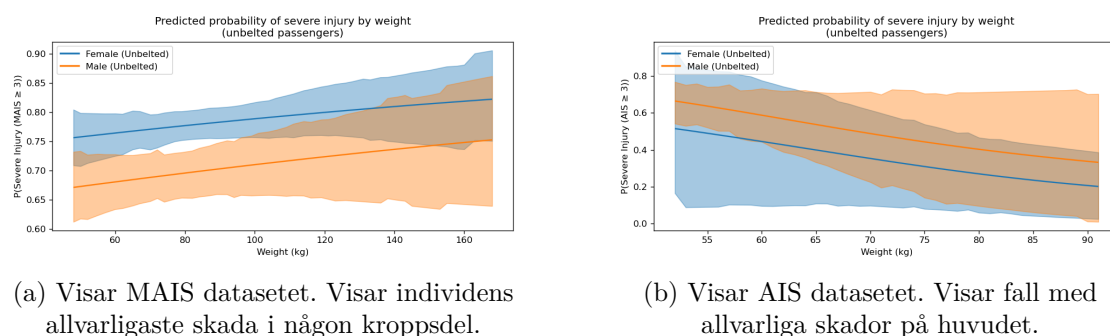 Predicted probability of severe injury by weight
(unbelted passengers)
Female (Unbelted)
Male (Unbelted)
P(Severe Injury (MAIS ≥ 3))
0.90
0.85
0.80
0.75
0.70
0.65
0.60
60
80
100
120
140
160
Weight (kg)
(a) Visar MAIS datasetet. Visar individens
allvarligaste skada i någon kroppsdel.
Predicted probability of severe injury by weight
(unbelted passengers)
Female (Unbelted)
Male (Unbelted)
P(Severe Injury (AIS ≥ 3))
0.8
0.6
0.4
0.2
0.0
55
60
65
70
75
80
85
90
Weight (kg)
(b) Visar AIS datasetet. Visar fall med
allvarliga skador på huvudet.